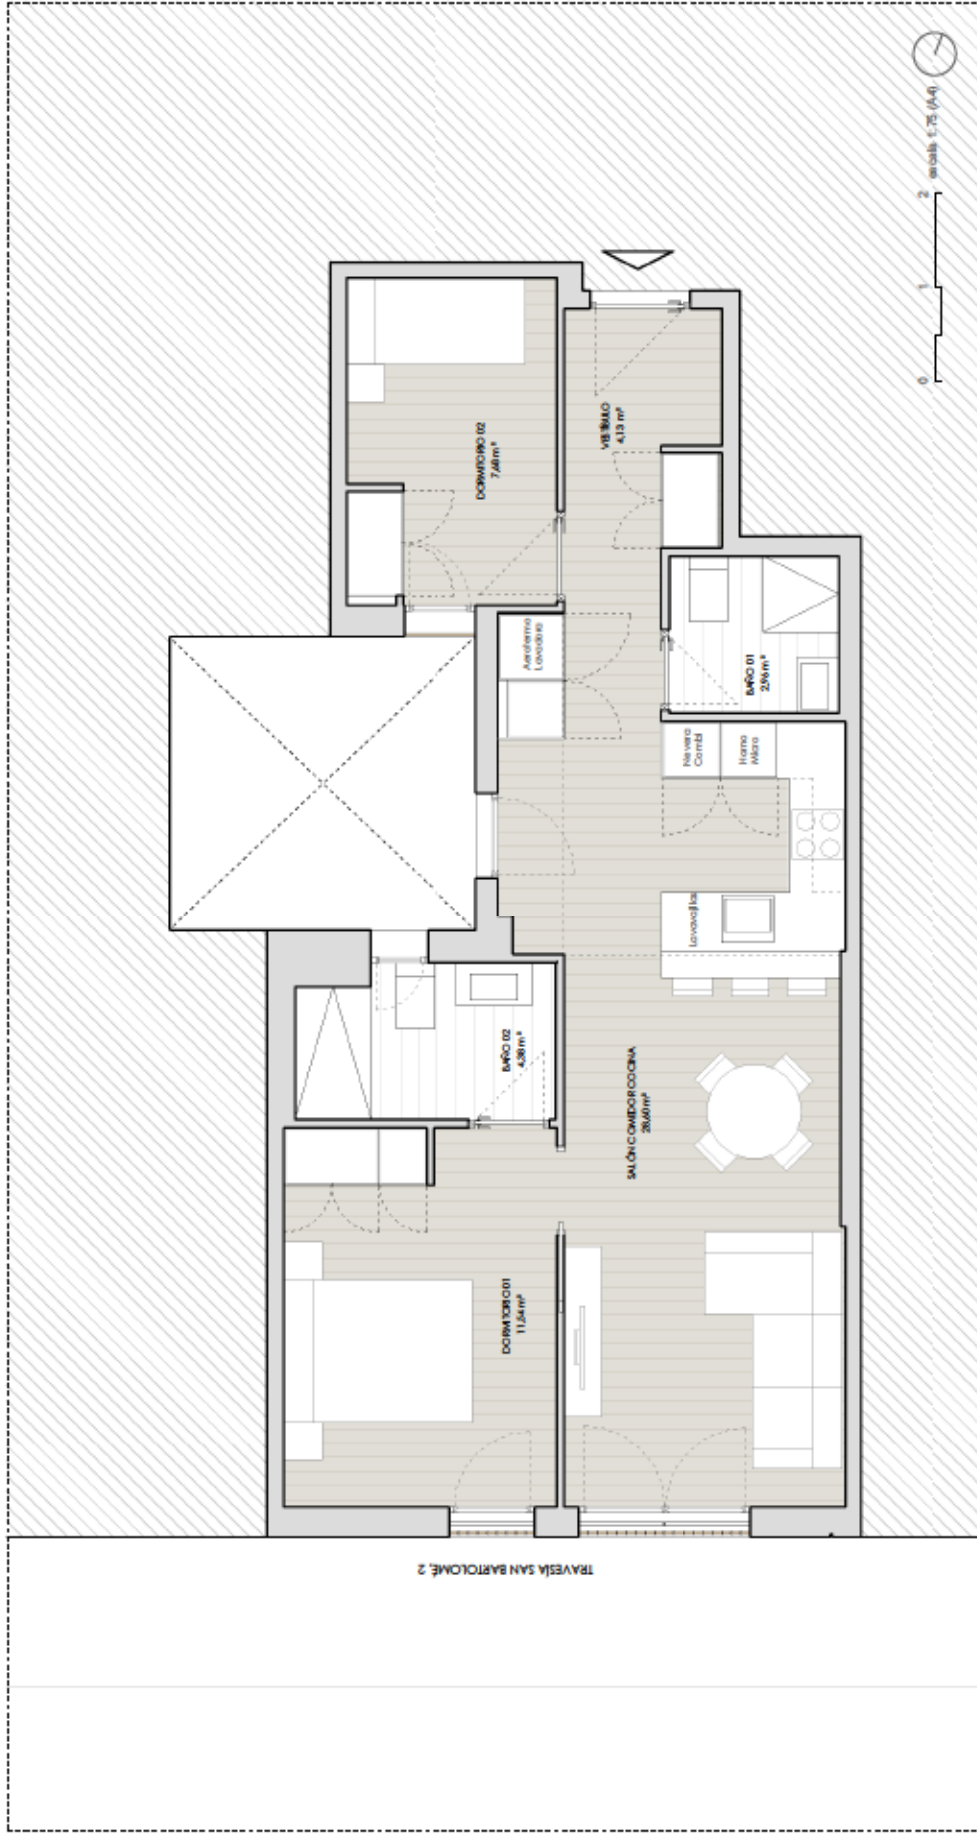 escala 1:75 (A4)
0 1 2
DORMITORIO 02
7,68 m²
VESTÍBULO
4,13 m²
Aerotermo
Lavadora
BAÑO 01
2,96 m²
Nevera
Combi
Horno
Micro
Lavavajillas
BAÑO 02
4,38 m²
SALÓN COMEDOR COCINA
28,60 m²
DORMITORIO 01
11,54 m²
TRAVESÍA SAN BARTOLOMÉ, 2